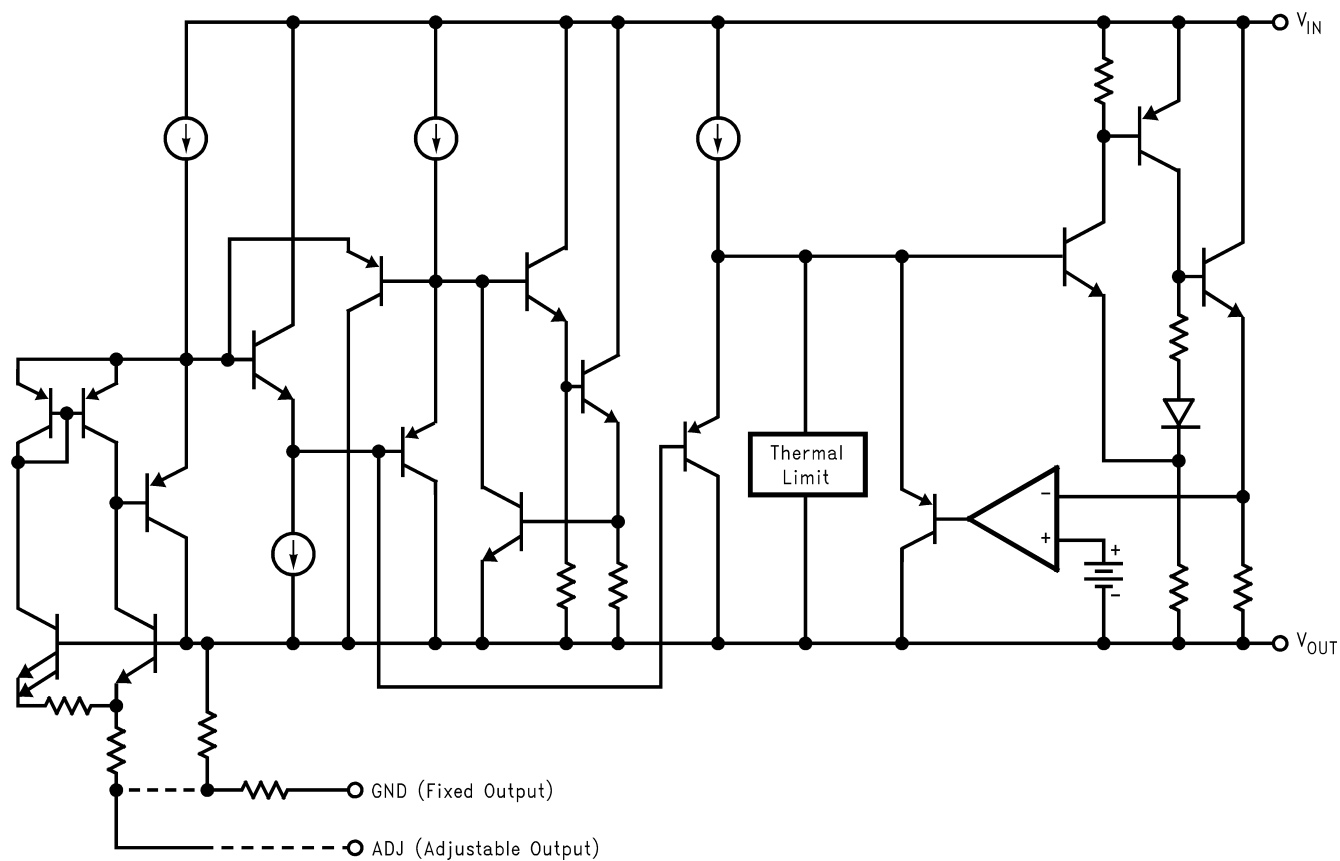 VIN
Thermal
Limit
−
+
+
−
VOUT
GND (Fixed Output)
ADJ (Adjustable Output)